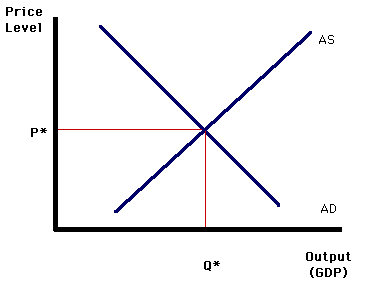 Price
Level
AS
P*
AD
Q*
Output
(GDP)